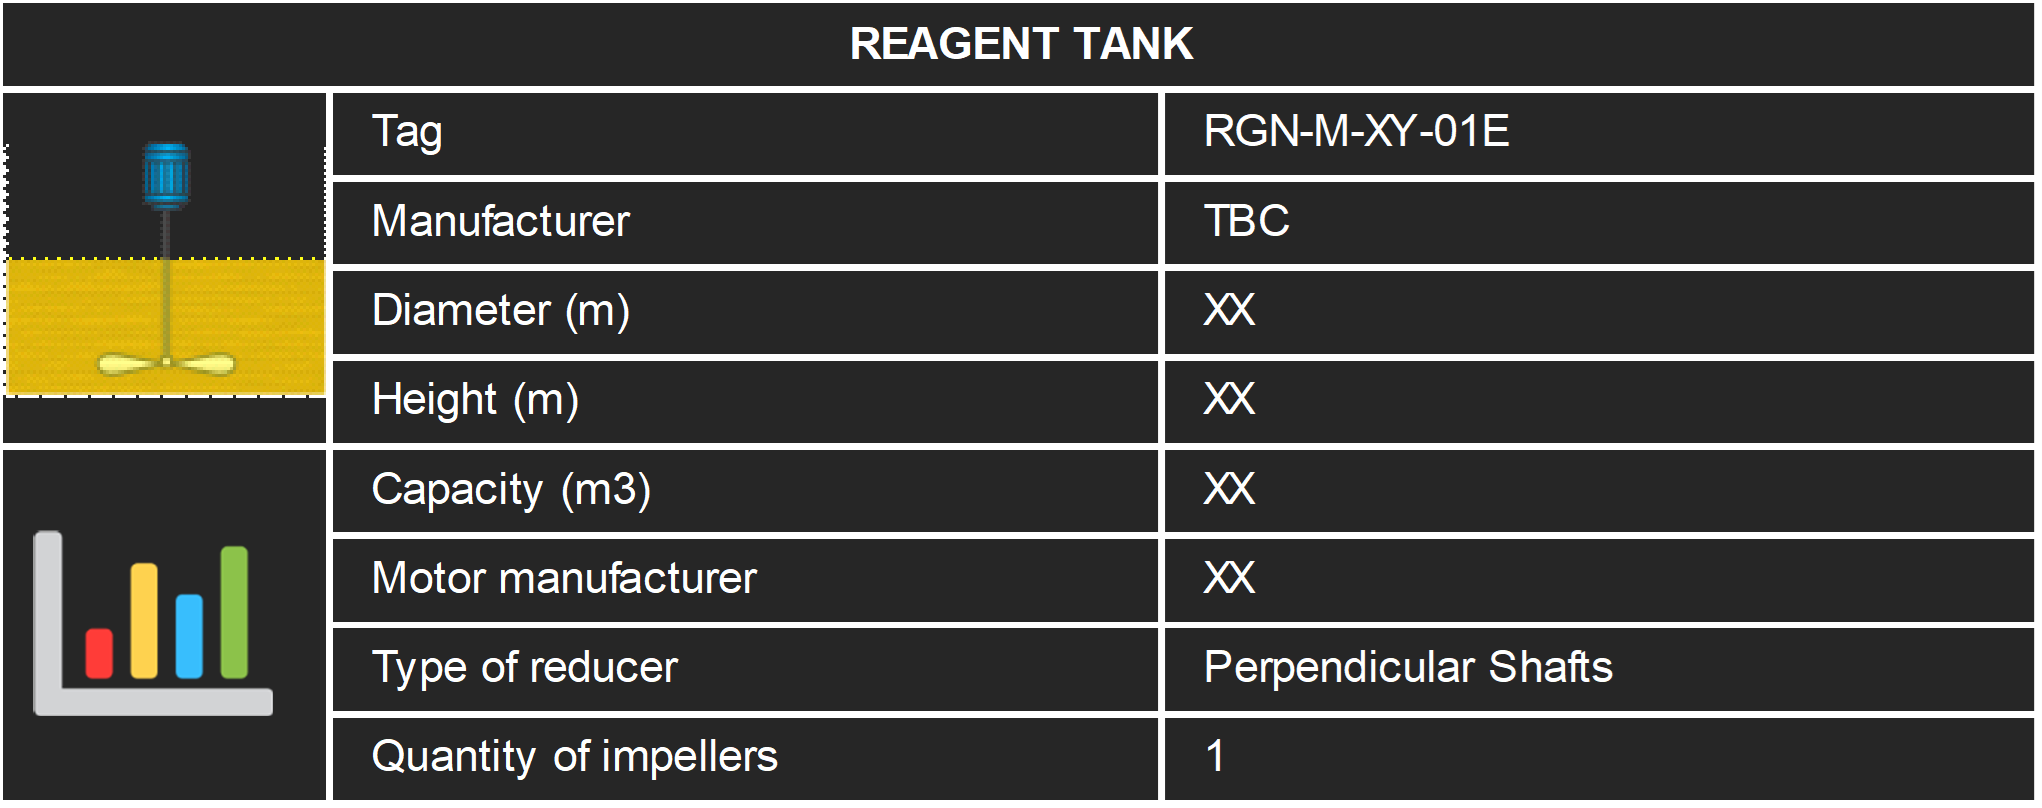 REAGENT TANK
Tag RGN-M-XY-01E
Manufacturer TBC
Diameter (m) XX
Height (m) XX
Capacity (m3) XX
Motor manufacturer XX
Type of reducer Perpendicular Shafts
Quantity of impellers 1